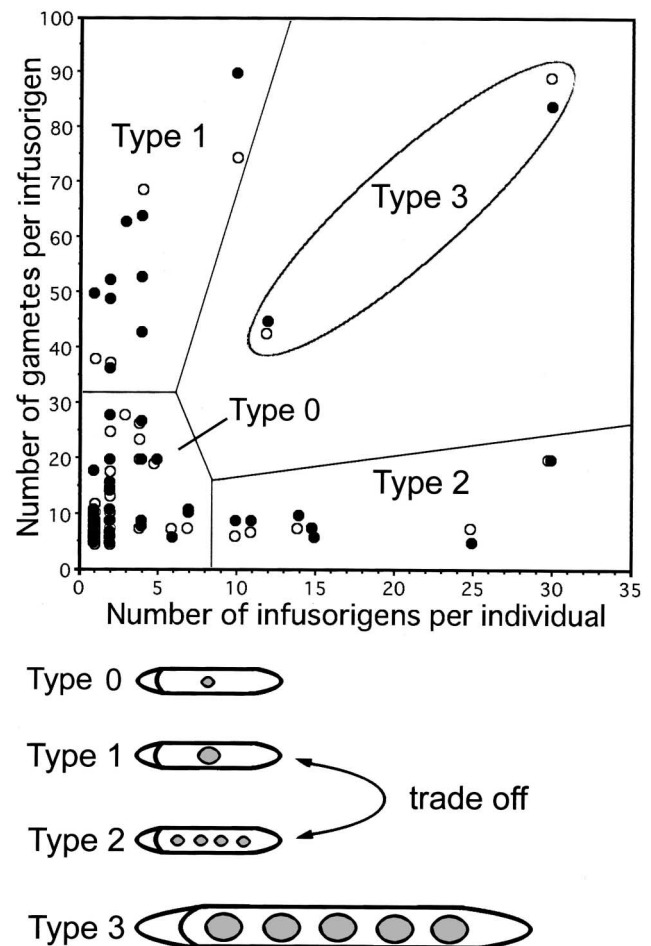 Number of gametes per infusorigen
100
90
80
70
60
50
40
30
20
10
0
Type 1
Type 3
Type 0
Type 2
0 5 10 15 20 25 30 35
Number of infusorigens per individual
Type 0
Type 1
trade off
Type 2
Type 3